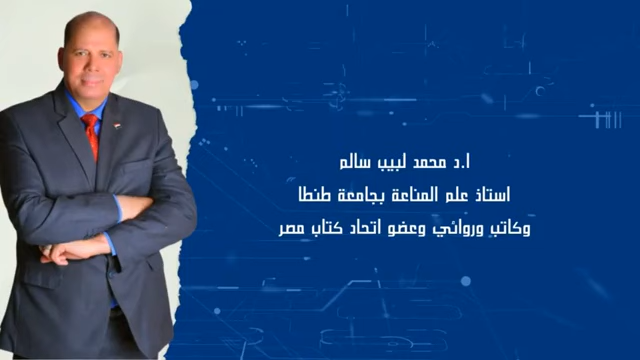 ا.د محمد لبيب سالم
استاذ علم المناعة بجامعة طنطا
وكاتب وروائي وعضو اتحاد كتاب مصر